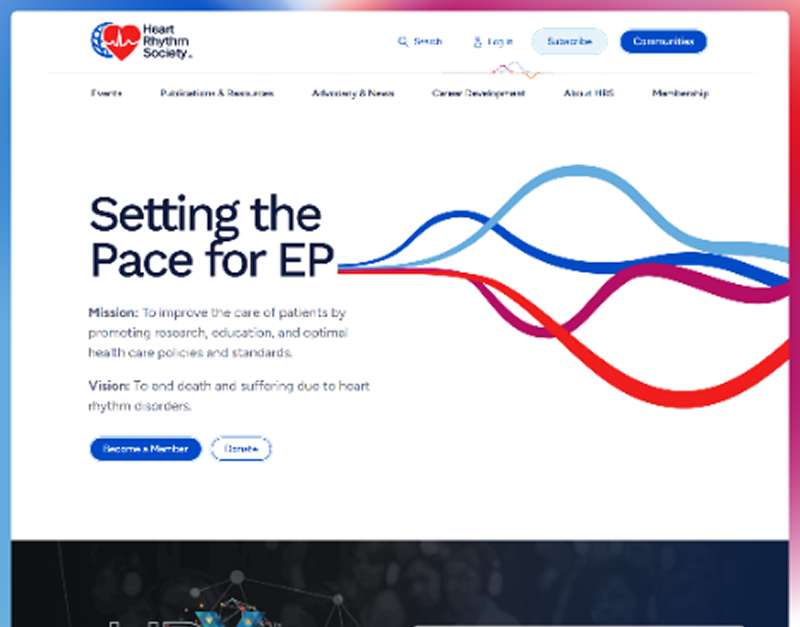 Heart
Rhythm
Society
Search
Log in
Subscribe
Communities
Events
Publications & Resources
Advocacy & News
Career Development
About HRS
Membership
Setting the
Pace for EP
Mission: To improve the care of patients by
promoting research, education, and optimal
health care policies and standards.
Vision: To end death and suffering due to heart
rhythm disorders.
Become a Member
Donate